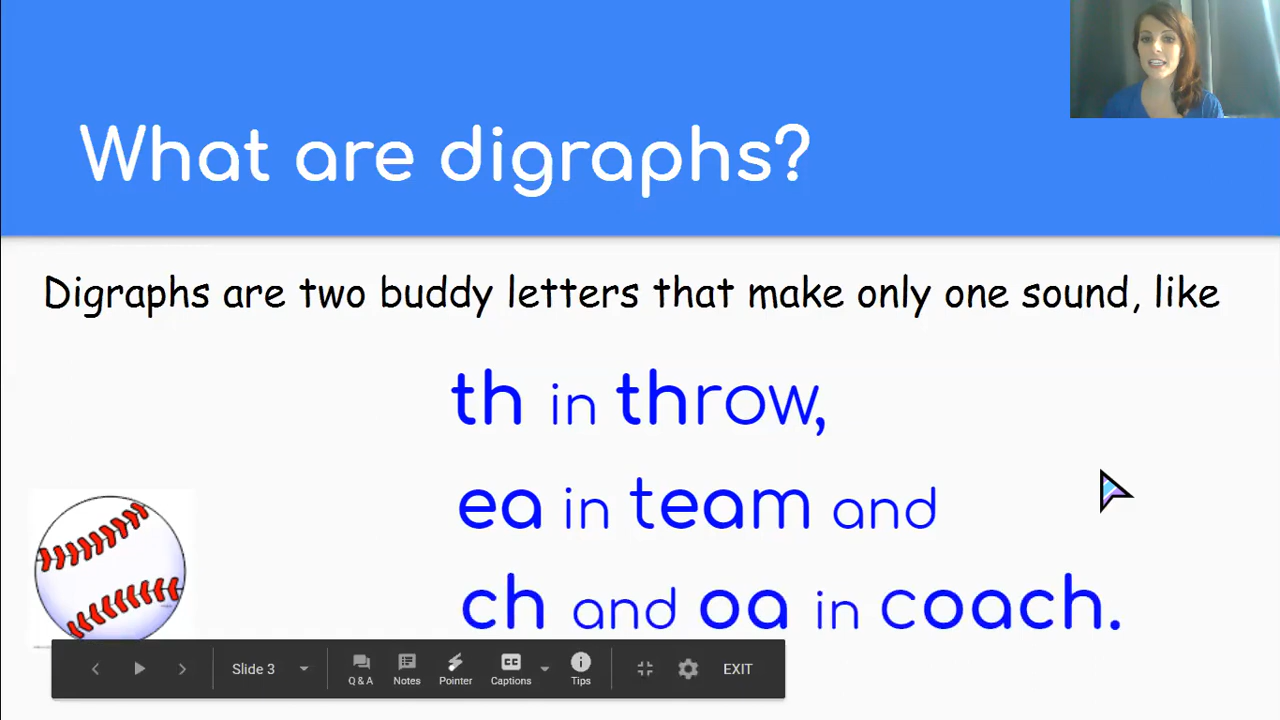 What are digraphs?
Digraphs are two buddy letters that make only one sound, like
th in throw,
ea in team and
ch and oa in coach.
Slide 3
Q & A
Notes
Pointer
CC
Captions
Tips
EXIT